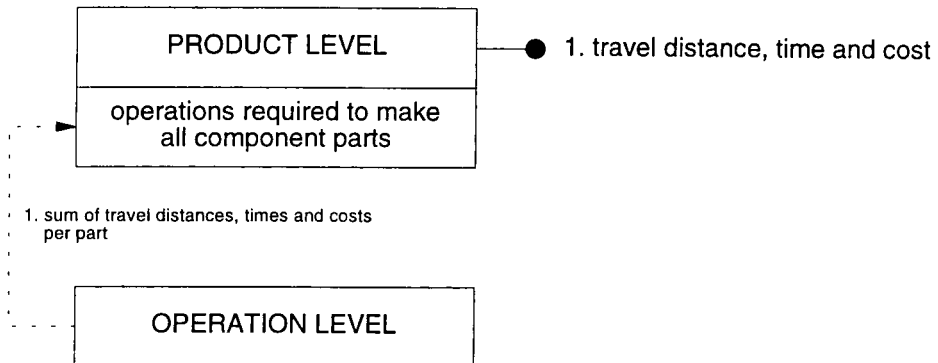 PRODUCT LEVEL
1. travel distance, time and cost
operations required to make
all component parts
1. sum of travel distances, times and costs
per part
OPERATION LEVEL